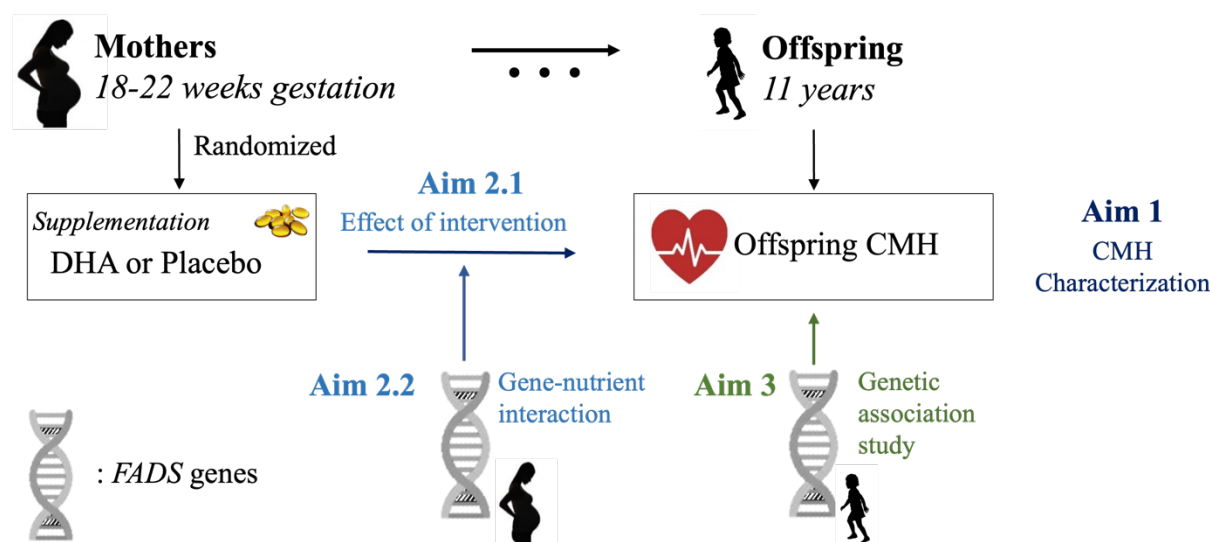 Mothers
18-22 weeks gestation
• • •
Offspring
11 years
Randomized
Supplementation
DHA or Placebo
Aim 2.1
Effect of intervention
Offspring CMH
Aim 1
CMH
Characterization
Aim 2.2
Gene-nutrient
interaction
Aim 3
Genetic
association
study
: FADS genes